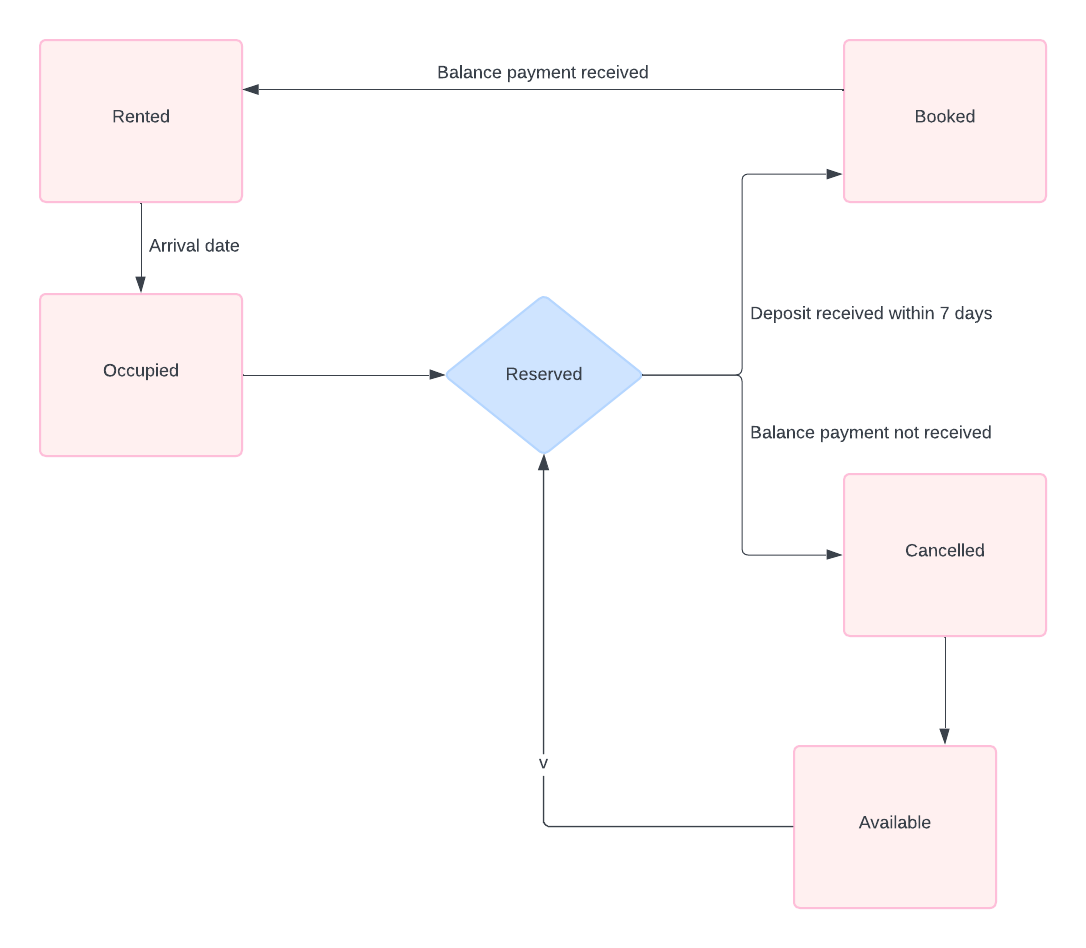 Balance payment received
Rented
Booked
Arrival date
Deposit received within 7 days
Occupied
Reserved
Balance payment not received
Cancelled
v
Available